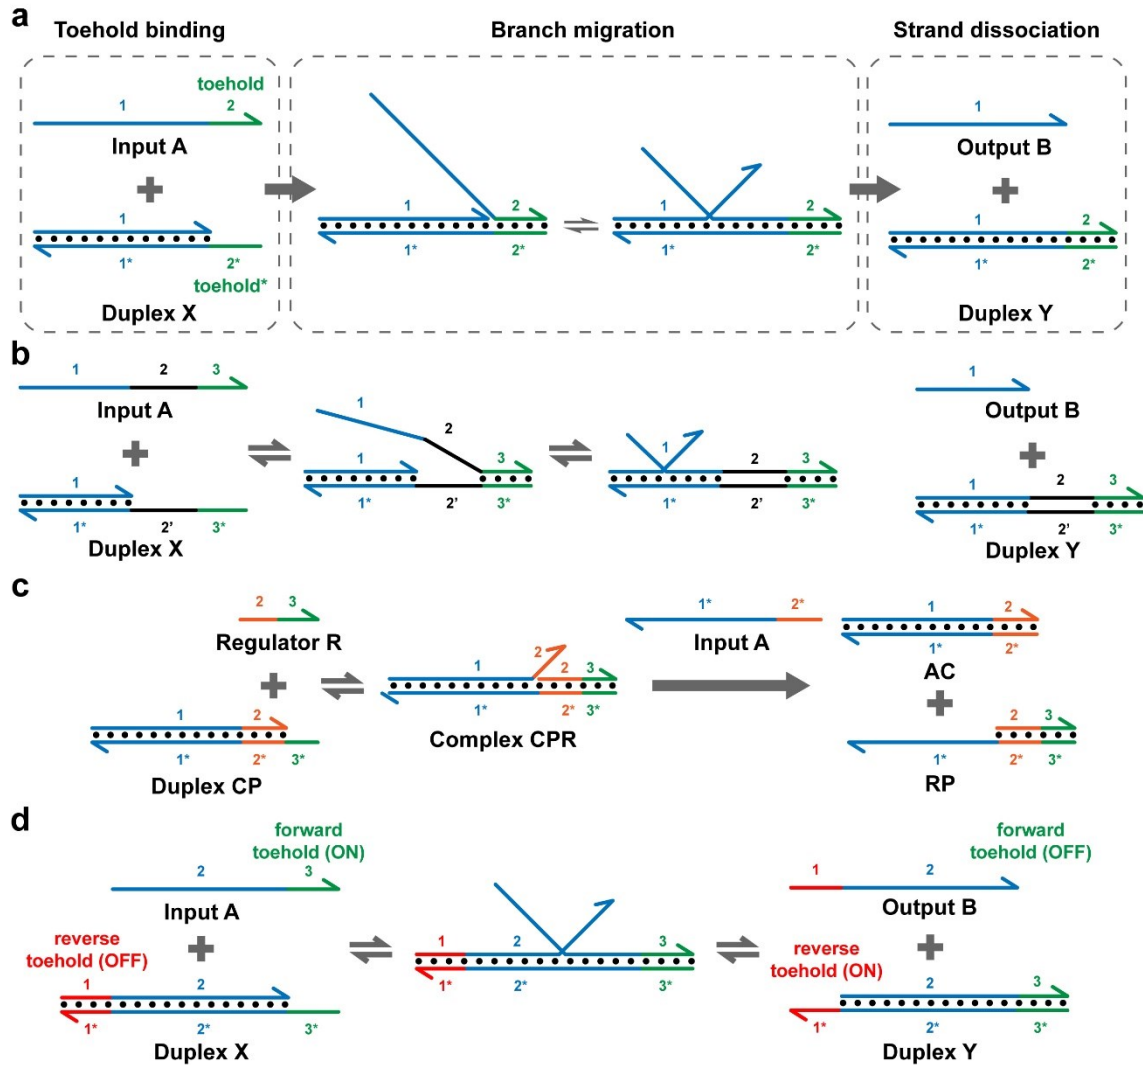 a
Toehold binding
Branch migration
Strand dissociation
toehold
1
2
Input A
1
1*
2*
toehold*
Duplex X
1
2
1*
2*
1
2
1*
2*
1
Output B
1
2
1*
2*
Duplex Y
b
1
2
3
Input A
1
1*
2'
3*
Duplex X
1
2
1
3
1*
2'
3*
1
2
3
1*
2'
3*
1
Output B
1
2
3
1*
2'
3*
Duplex Y
c
2
3
Regulator R
1
2
1*
2*
3*
Duplex CP
1
2
2
3
1*
2*
3*
Complex CPR
1*
2*
Input A
1
2
1*
2*
AC
2
3
1*
2*
3*
RP
d
forward
toehold (ON)
2
3
Input A
reverse
toehold (OFF)
1
2
1*
2*
3*
Duplex X
1
2
3
1*
2*
3*
forward
toehold (OFF)
1
2
Output B
reverse
toehold (ON)
2
3
1*
2*
3*
Duplex Y